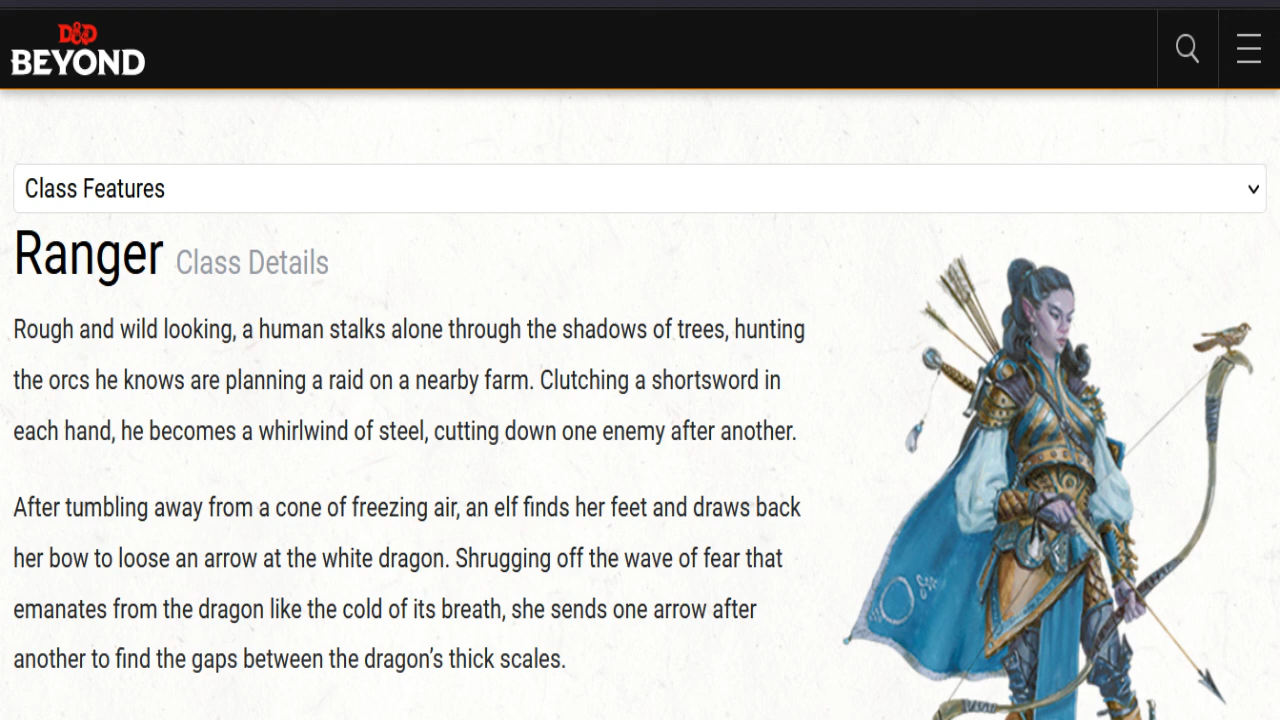 D&D
BEYOND
Class Features
Ranger Class Details
Rough and wild looking, a human stalks alone through the shadows of trees, hunting
the orcs he knows are planning a raid on a nearby farm. Clutching a shortsword in
each hand, he becomes a whirlwind of steel, cutting down one enemy after another.
After tumbling away from a cone of freezing air, an elf finds her feet and draws back
her bow to loose an arrow at the white dragon. Shrugging off the wave of fear that
emanates from the dragon like the cold of its breath, she sends one arrow after
another to find the gaps between the dragon’s thick scales.